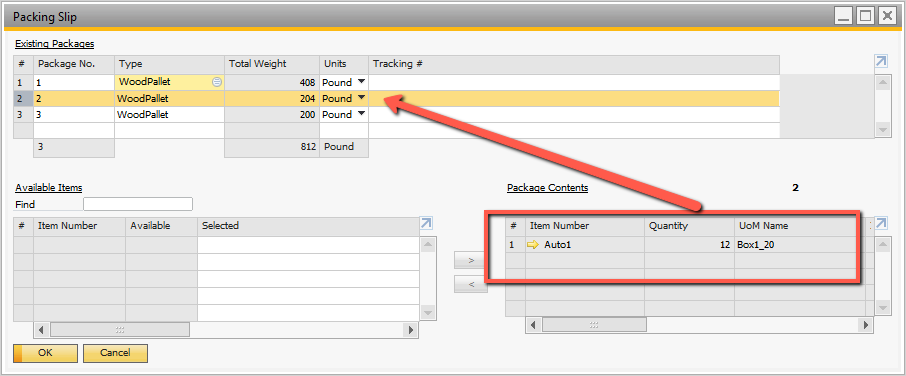 Packing Slip
Existing Packages
# Package No. Type Total Weight Units Tracking #
1 1 WoodPallet 408 Pound
2 2 WoodPallet 204 Pound
3 3 WoodPallet 200 Pound
3 812 Pound
Available Items
Find
# Item Number Available Selected
>
<
Package Contents 2
# Item Number Quantity UoM Name
1 Auto1 12 Box1_20
OK Cancel